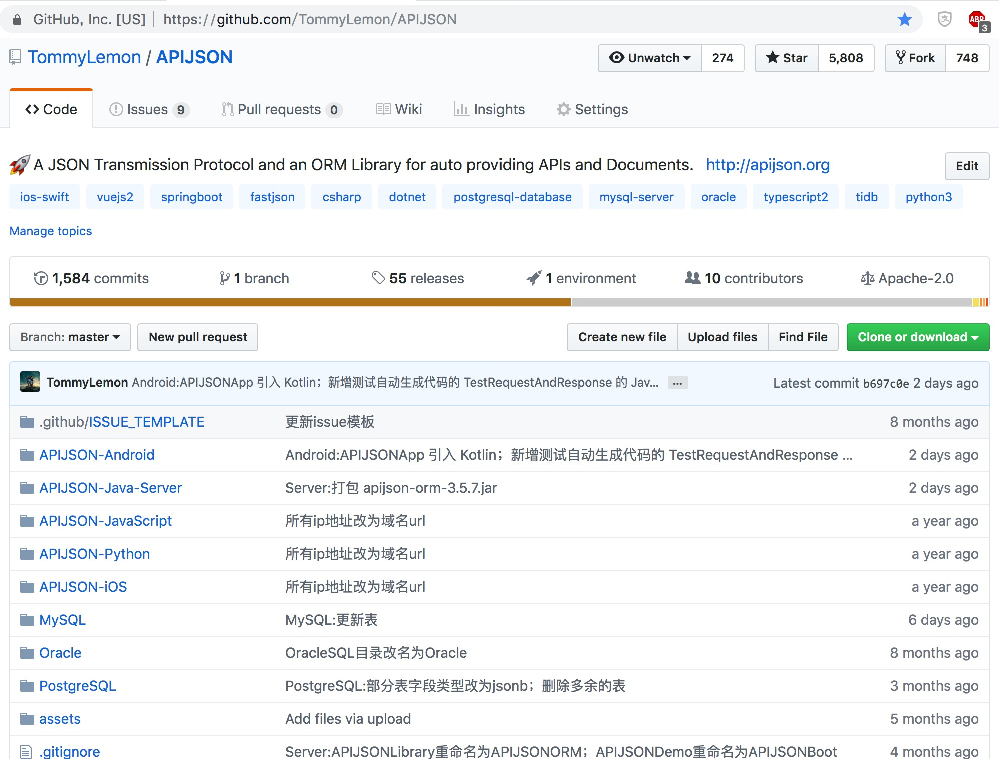 GitHub, Inc. [US] | https://github.com/TommyLemon/APIJSON
ABP 3
TommyLemon / APIJSON
Unwatch 274 Star 5,808 Fork 748
Code Issues 9 Pull requests 0 Wiki Insights Settings
A JSON Transmission Protocol and an ORM Library for auto providing APIs and Documents. http://apijson.org Edit
ios-swift vuejs2 springboot fastjson csharp dotnet postgresql-database mysql-server oracle typescript2 tidb python3
Manage topics
1,584 commits 1 branch 55 releases 1 environment 10 contributors Apache-2.0
Branch: master New pull request Create new file Upload files Find File Clone or download
TommyLemon Android:APIJSONApp 引入 Kotlin；新增测试自动生成代码的 TestRequestAndResponse 的 Jav... … Latest commit b697c0e 2 days ago
.github/ISSUE_TEMPLATE 更新issue模板 8 months ago
APIJSON-Android Android:APIJSONApp 引入 Kotlin；新增测试自动生成代码的 TestRequestAndResponse ... 2 days ago
APIJSON-Java-Server Server:打包 apijson-orm-3.5.7.jar 2 days ago
APIJSON-JavaScript 所有ip地址改为域名url a year ago
APIJSON-Python 所有ip地址改为域名url a year ago
APIJSON-iOS 所有ip地址改为域名url a year ago
MySQL MySQL:更新表 6 days ago
Oracle OracleSQL目录改名为Oracle 8 months ago
PostgreSQL PostgreSQL:部分表字段类型改为jsonb；删除多余的表 3 months ago
assets Add files via upload 5 months ago
.gitignore Server:APIJSONLibrary重命名为APIJSONORM；APIJSONDemo重命名为APIJSONBoot 4 months ago